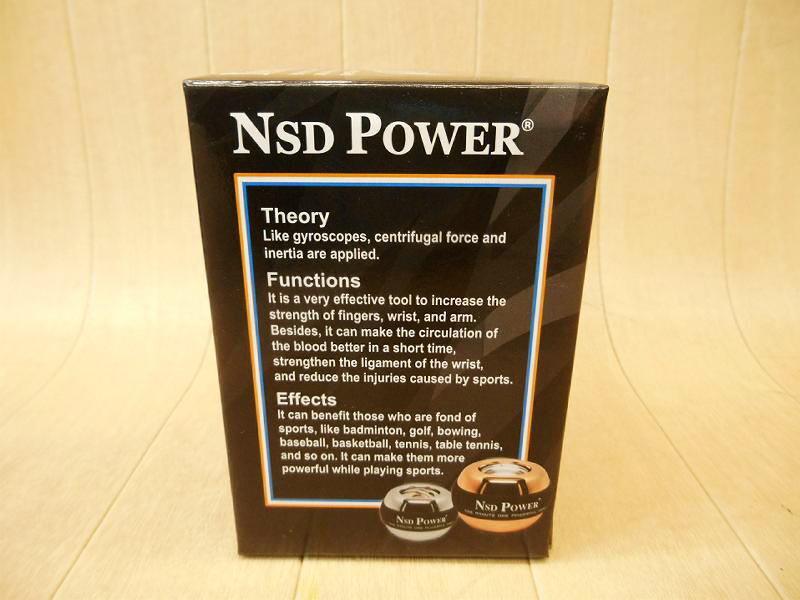 NSD POWER®
Theory
Like gyroscopes, centrifugal force and
inertia are applied.
Functions
It is a very effective tool to increase the
strength of fingers, wrist, and arm.
Besides, it can make the circulation of
the blood better in a short time,
strengthen the ligament of the wrist,
and reduce the injuries caused by sports.
Effects
It can benefit those who are fond of
sports, like badminton, golf, bowing,
baseball, basketball, tennis, table tennis,
and so on. It can make them more
powerful while playing sports.
NSD POWER
NSD POWER